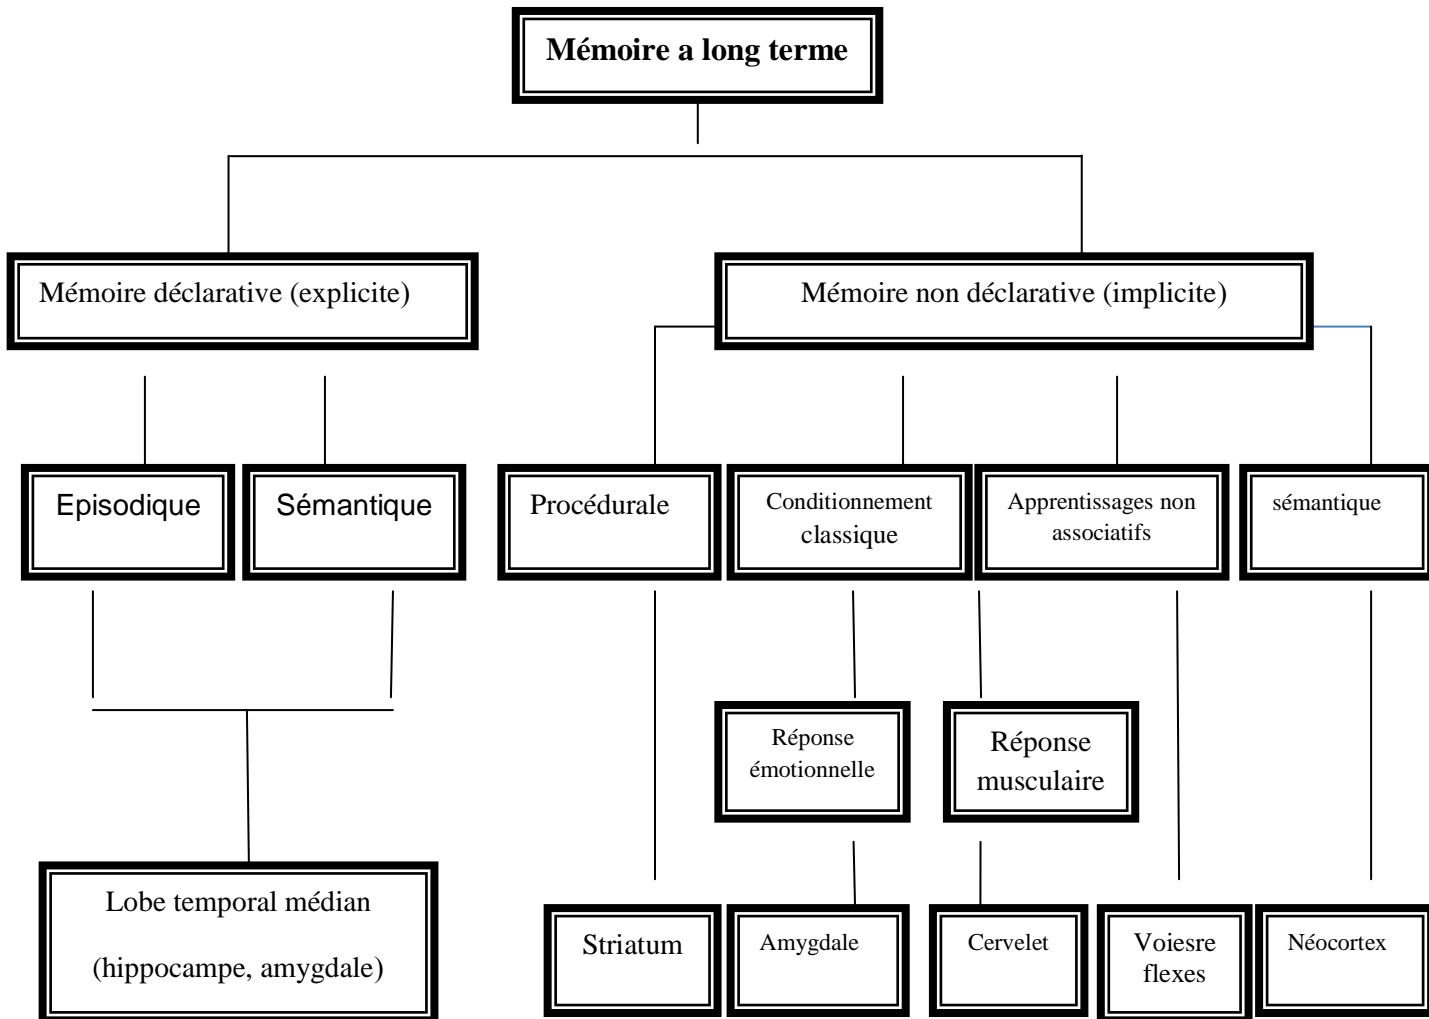 Mémoire a long terme
Mémoire déclarative (explicite)
Mémoire non déclarative (implicite)
Episodique
Sémantique
Procédurale
Conditionnement
classique
Apprentissages non
associatifs
sémantique
Réponse
émotionnelle
Réponse
musculaire
Lobe temporal médian
(hippocampe, amygdale)
Striatum
Amygdale
Cervelet
Voiesre
flexes
Néocortex